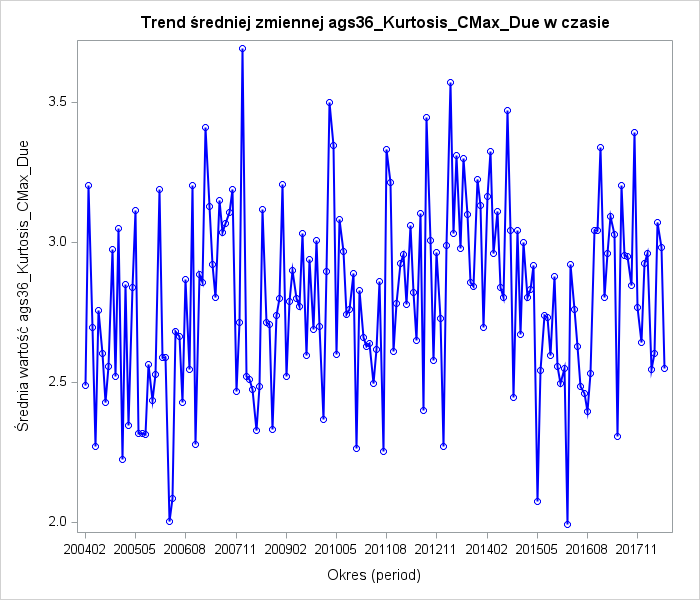 Trend średniej zmiennej ags36_Kurtosis_CMax_Due w czasie
Średnia wartość ags36_Kurtosis_CMax_Due
3.5
3.0
2.5
2.0
200402 200505 200608 200711 200902 201005 201108 201211 201402 201505 201608 201711
Okres (period)